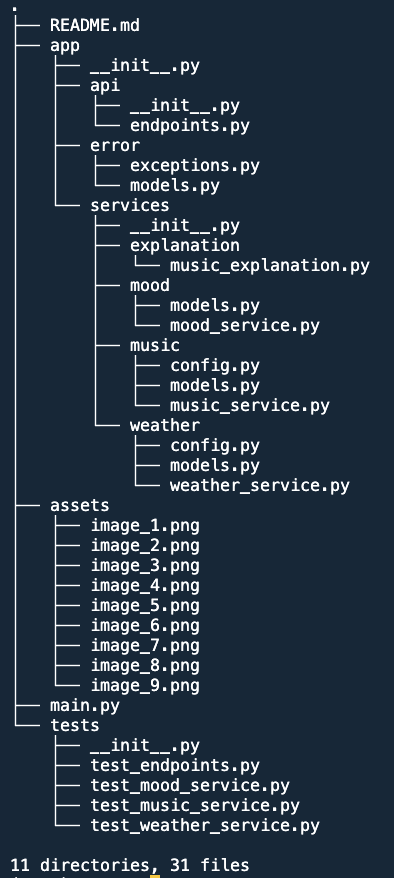 .
├── README.md
├── app
│   ├── __init__.py
│   ├── api
│   │   ├── __init__.py
│   │   └── endpoints.py
│   ├── error
│   │   ├── exceptions.py
│   │   └── models.py
│   └── services
│       ├── __init__.py
│       ├── explanation
│       │   └── music_explanation.py
│       ├── mood
│       │   ├── models.py
│       │   └── mood_service.py
│       ├── music
│       │   ├── config.py
│       │   ├── models.py
│       │   └── music_service.py
│       └── weather
│           ├── config.py
│           ├── models.py
│           └── weather_service.py
├── assets
│   ├── image_1.png
│   ├── image_2.png
│   ├── image_3.png
│   ├── image_4.png
│   ├── image_5.png
│   ├── image_6.png
│   ├── image_7.png
│   ├── image_8.png
│   └── image_9.png
├── main.py
└── tests
    ├── __init__.py
    ├── test_endpoints.py
    ├── test_mood_service.py
    ├── test_music_service.py
    └── test_weather_service.py

11 directories, 31 files